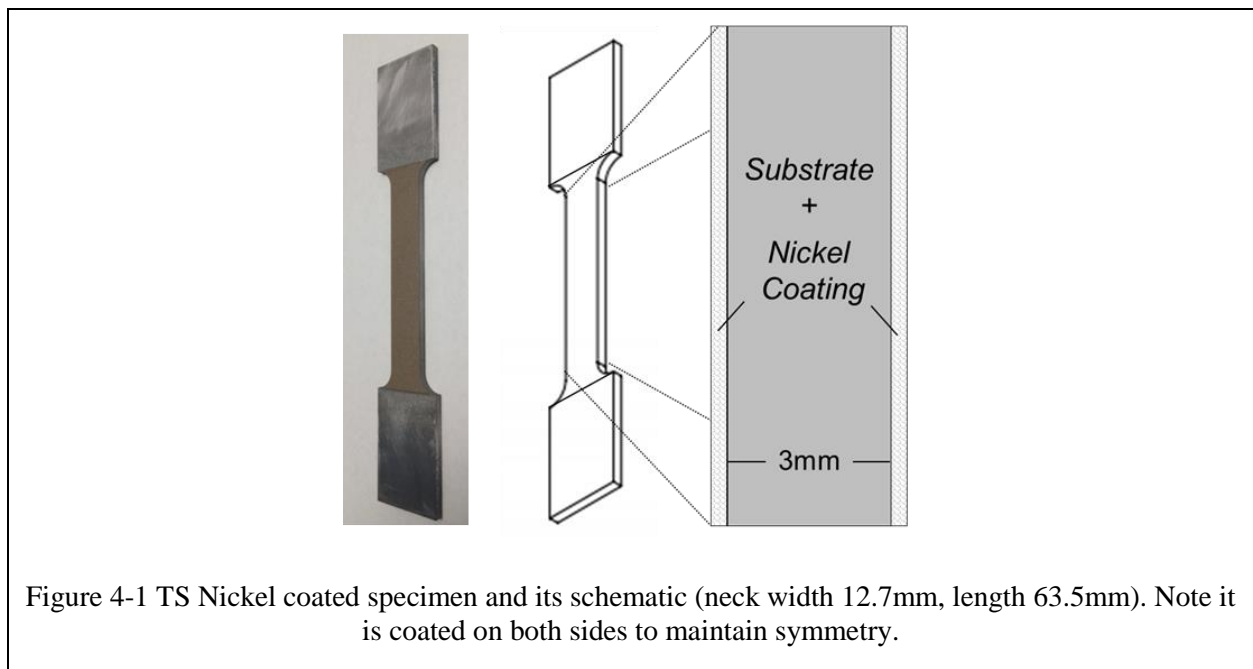 Substrate
+
Nickel
Coating
3mm
Figure 4-1 TS Nickel coated specimen and its schematic (neck width 12.7mm, length 63.5mm). Note it
is coated on both sides to maintain symmetry.